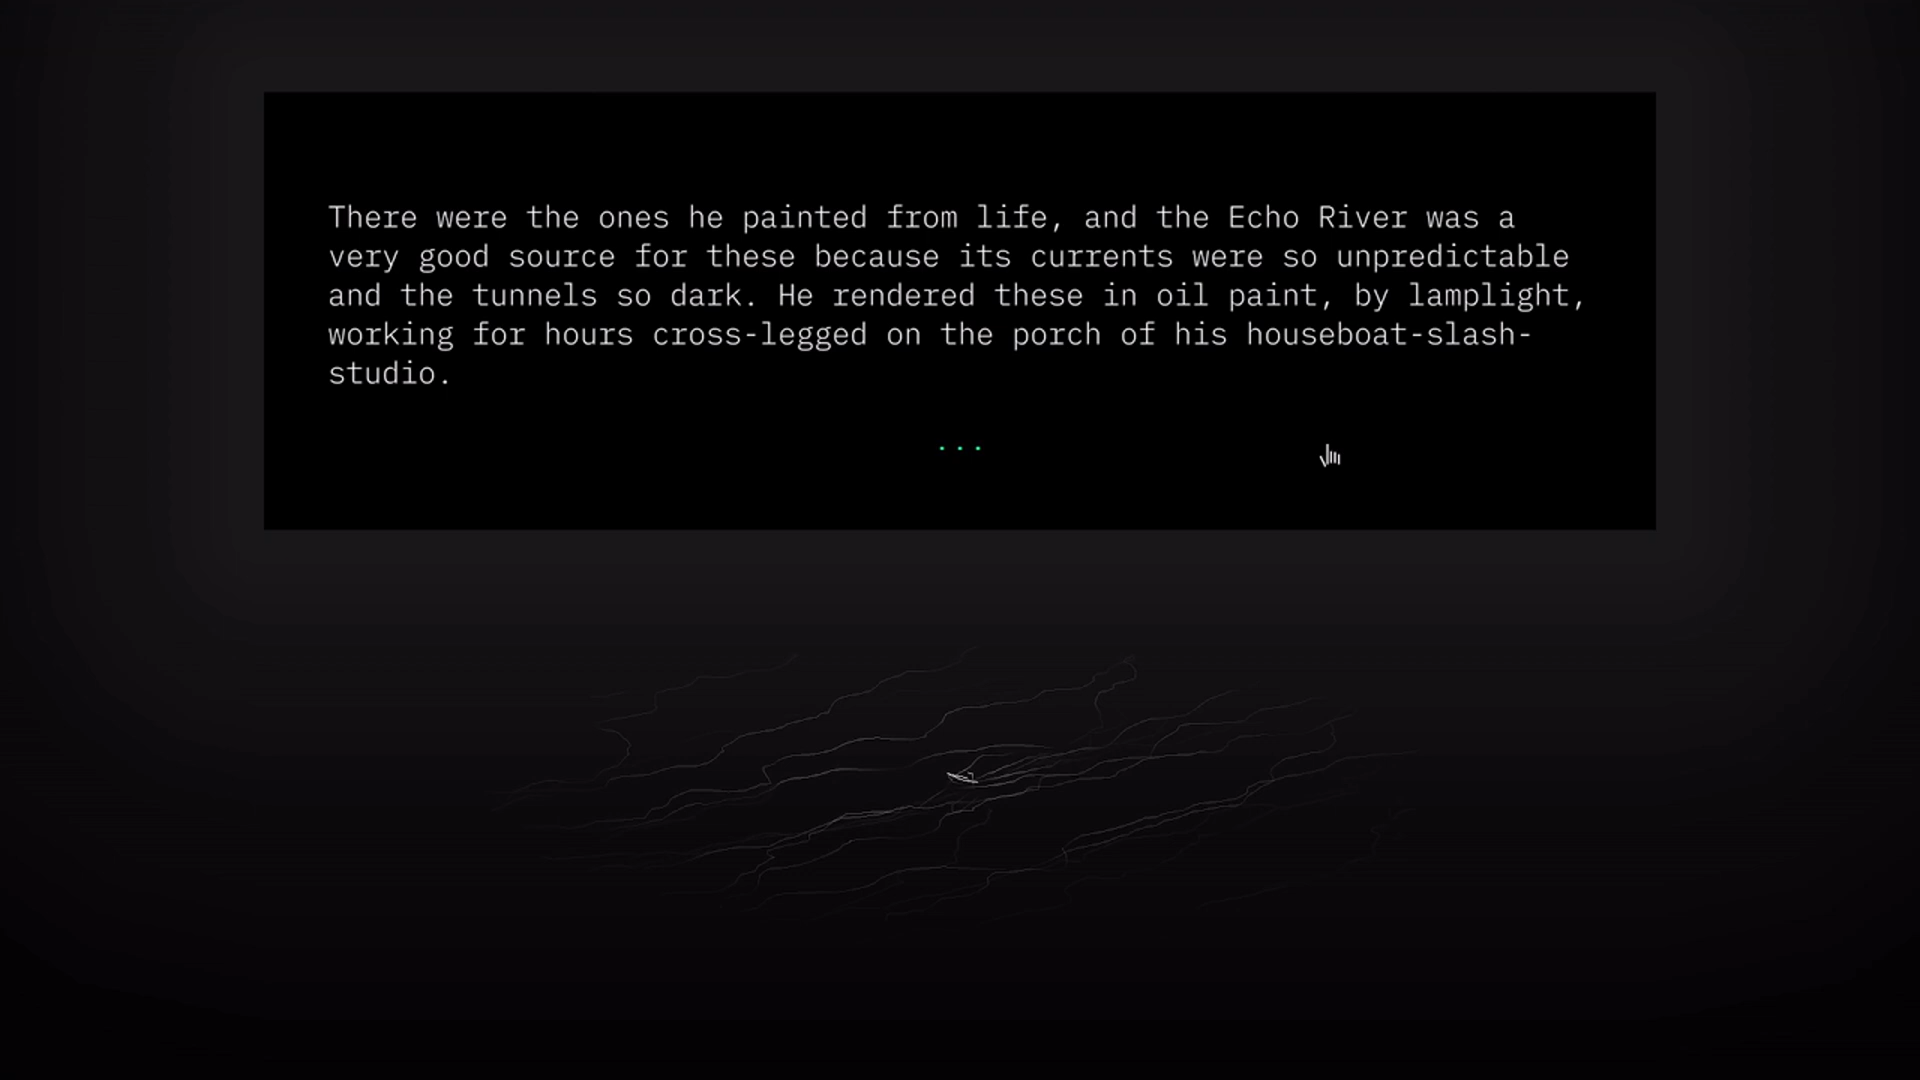 There were the ones he painted from life, and the Echo River was a
very good source for these because its currents were so unpredictable
and the tunnels so dark. He rendered these in oil paint, by lamplight,
working for hours cross-legged on the porch of his houseboat-slash-
studio.
...